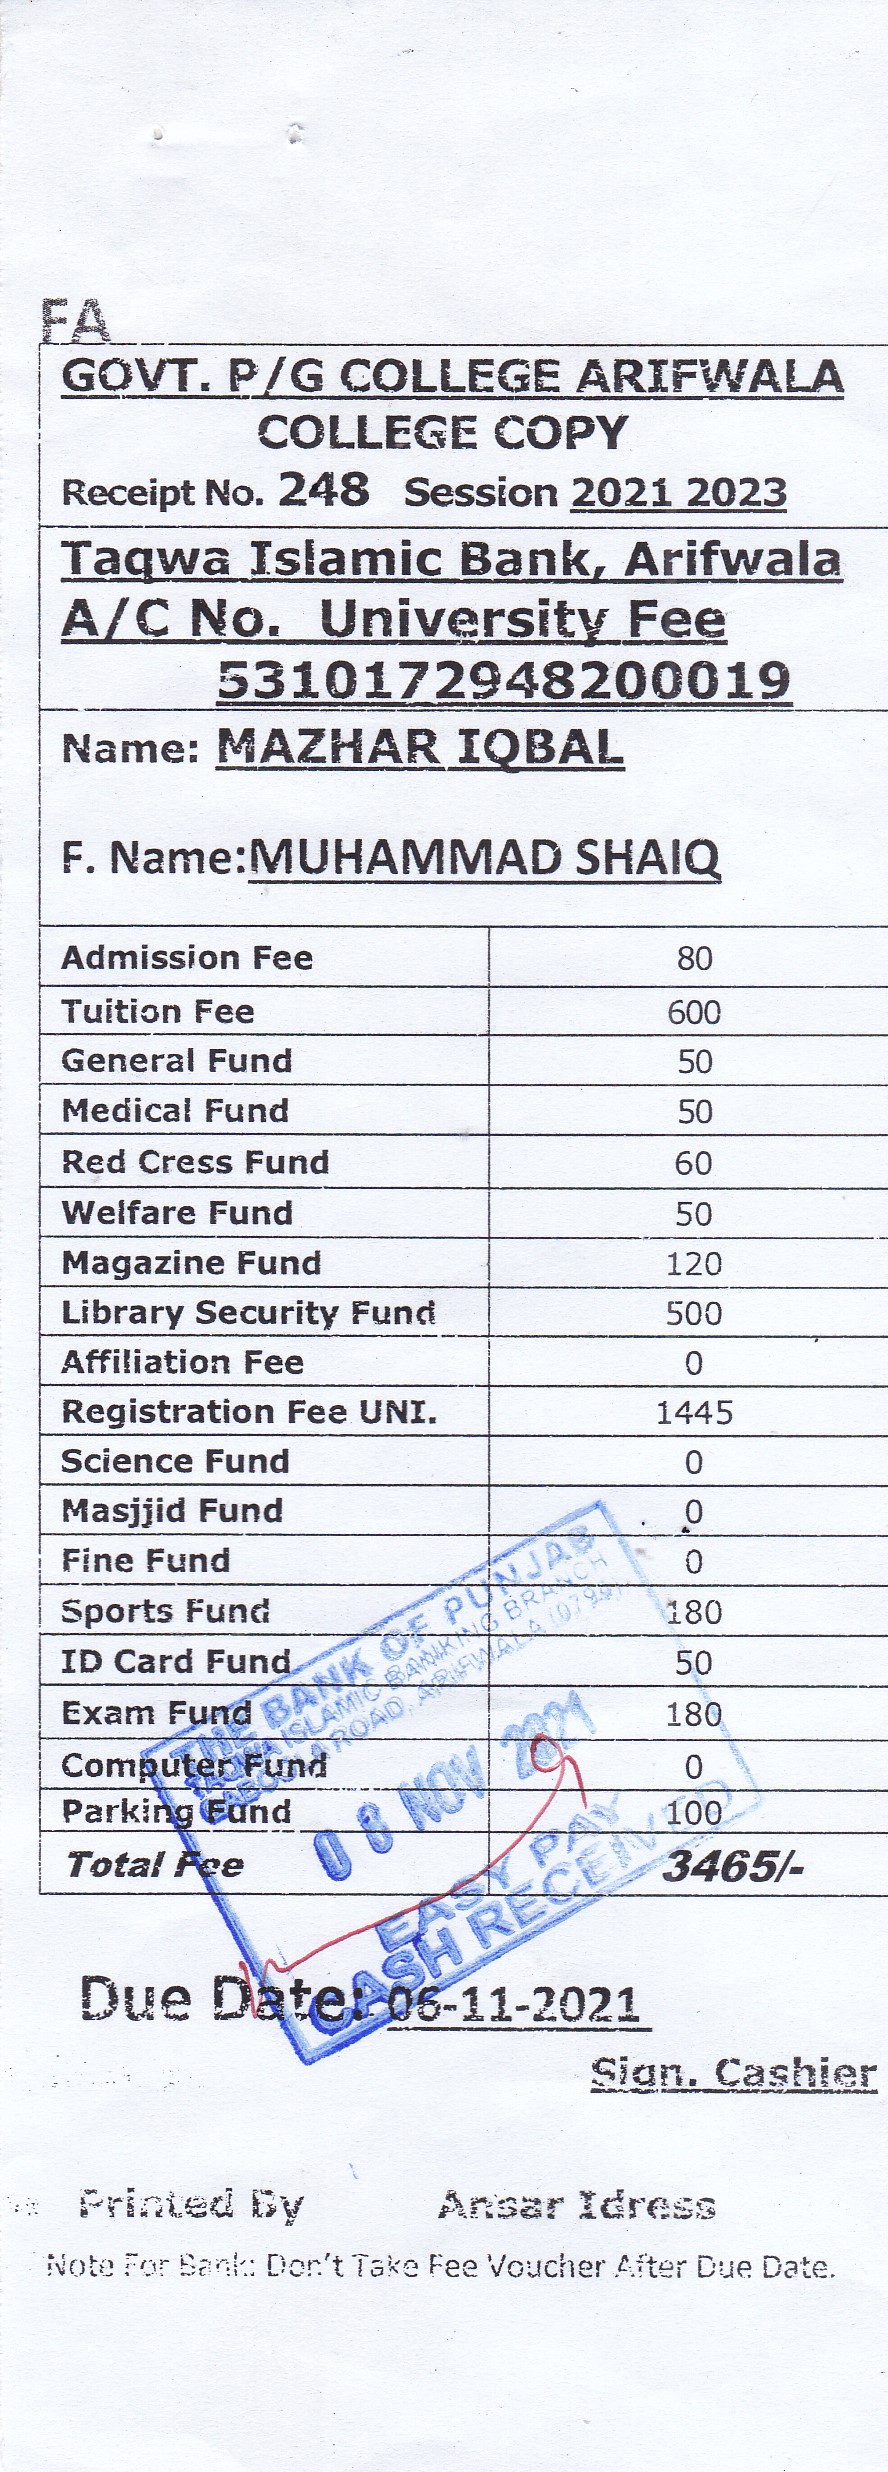 FA
GOVT. P/G COLLEGE ARIFWALA
COLLEGE COPY
Receipt No. 248 Session 2021 2023
Taqwa Islamic Bank, Arifwala
A/C No. University Fee
5310172948200019
Name: MAZHAR IQBAL
F. Name:MUHAMMAD SHAIQ
Admission Fee 80
Tuition Fee 600
General Fund 50
Medical Fund 50
Red Cress Fund 60
Welfare Fund 50
Magazine Fund 120
Library Security Fund 500
Affiliation Fee 0
Registration Fee UNI. 1445
Science Fund 0
Masjjid Fund 0
Fine Fund 0
Sports Fund 180
ID Card Fund 50
Exam Fund 180
Computer Fund 0
Parking Fund 100
Total Fee 3465/-
THE BANK OF PUNJAB
TAQWA ISLAMIC BANKING BRANCH
ROAD, ARIFWALA
08 NOV 2021
EASY PAY
CASH RECEIVED
Due Date: 06-11-2021
Sign. Cashier
Printed By Ansar Idress
Note For Bank: Don't Take Fee Voucher After Due Date.